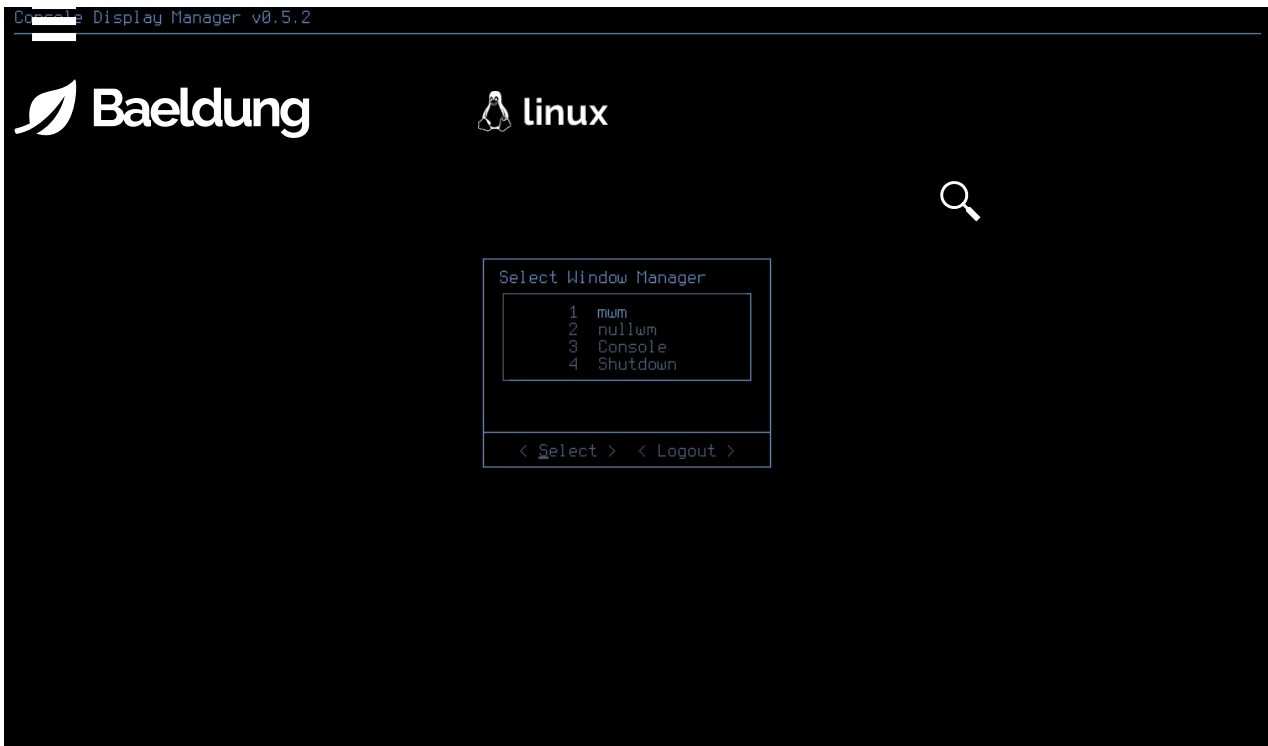 Console Display Manager v0.5.2
Baeldung
linux
Select Window Manager
1 mwm
2 nullwm
3 Console
4 Shutdown
< Select > < Logout >